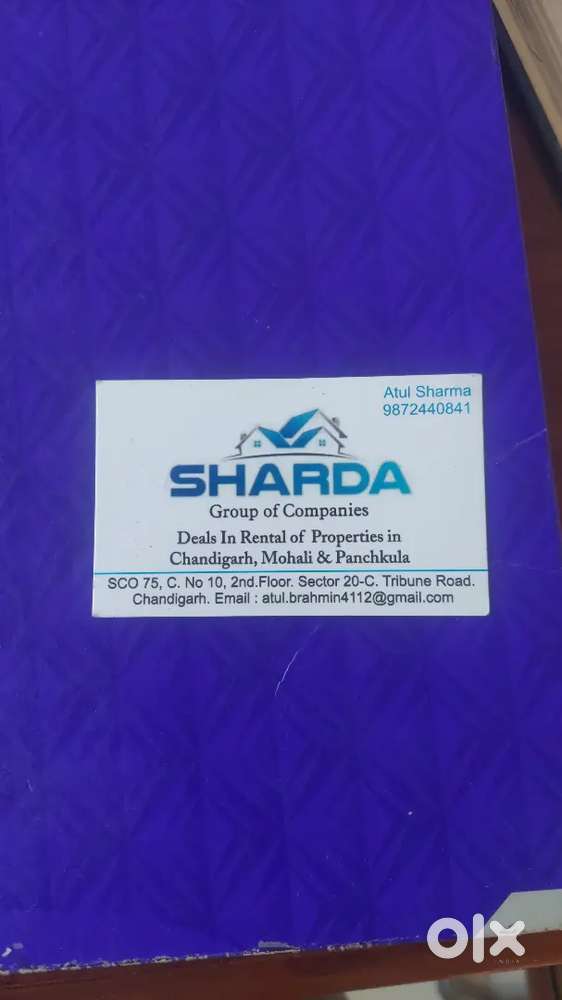 Atul Sharma
9872440841
SHARDA
Group of Companies
Deals In Rental of Properties in
Chandigarh, Mohali & Panchkula
SCO 75, C. No 10, 2nd.Floor. Sector 20-C. Tribune Road.
Chandigarh. Email : atul.brahmin4112@gmail.com
olx
INDIA